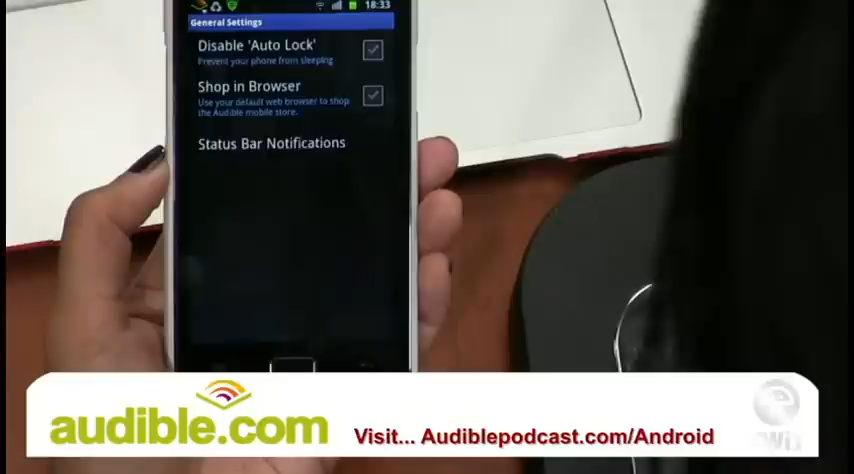 18:33
General Settings
Disable 'Auto Lock'
Prevent your phone from sleeping
Shop in Browser
Use your default web browser to shop
the Audible mobile store.
Status Bar Notifications
audible.com
Visit... Audiblepodcast.com/Android